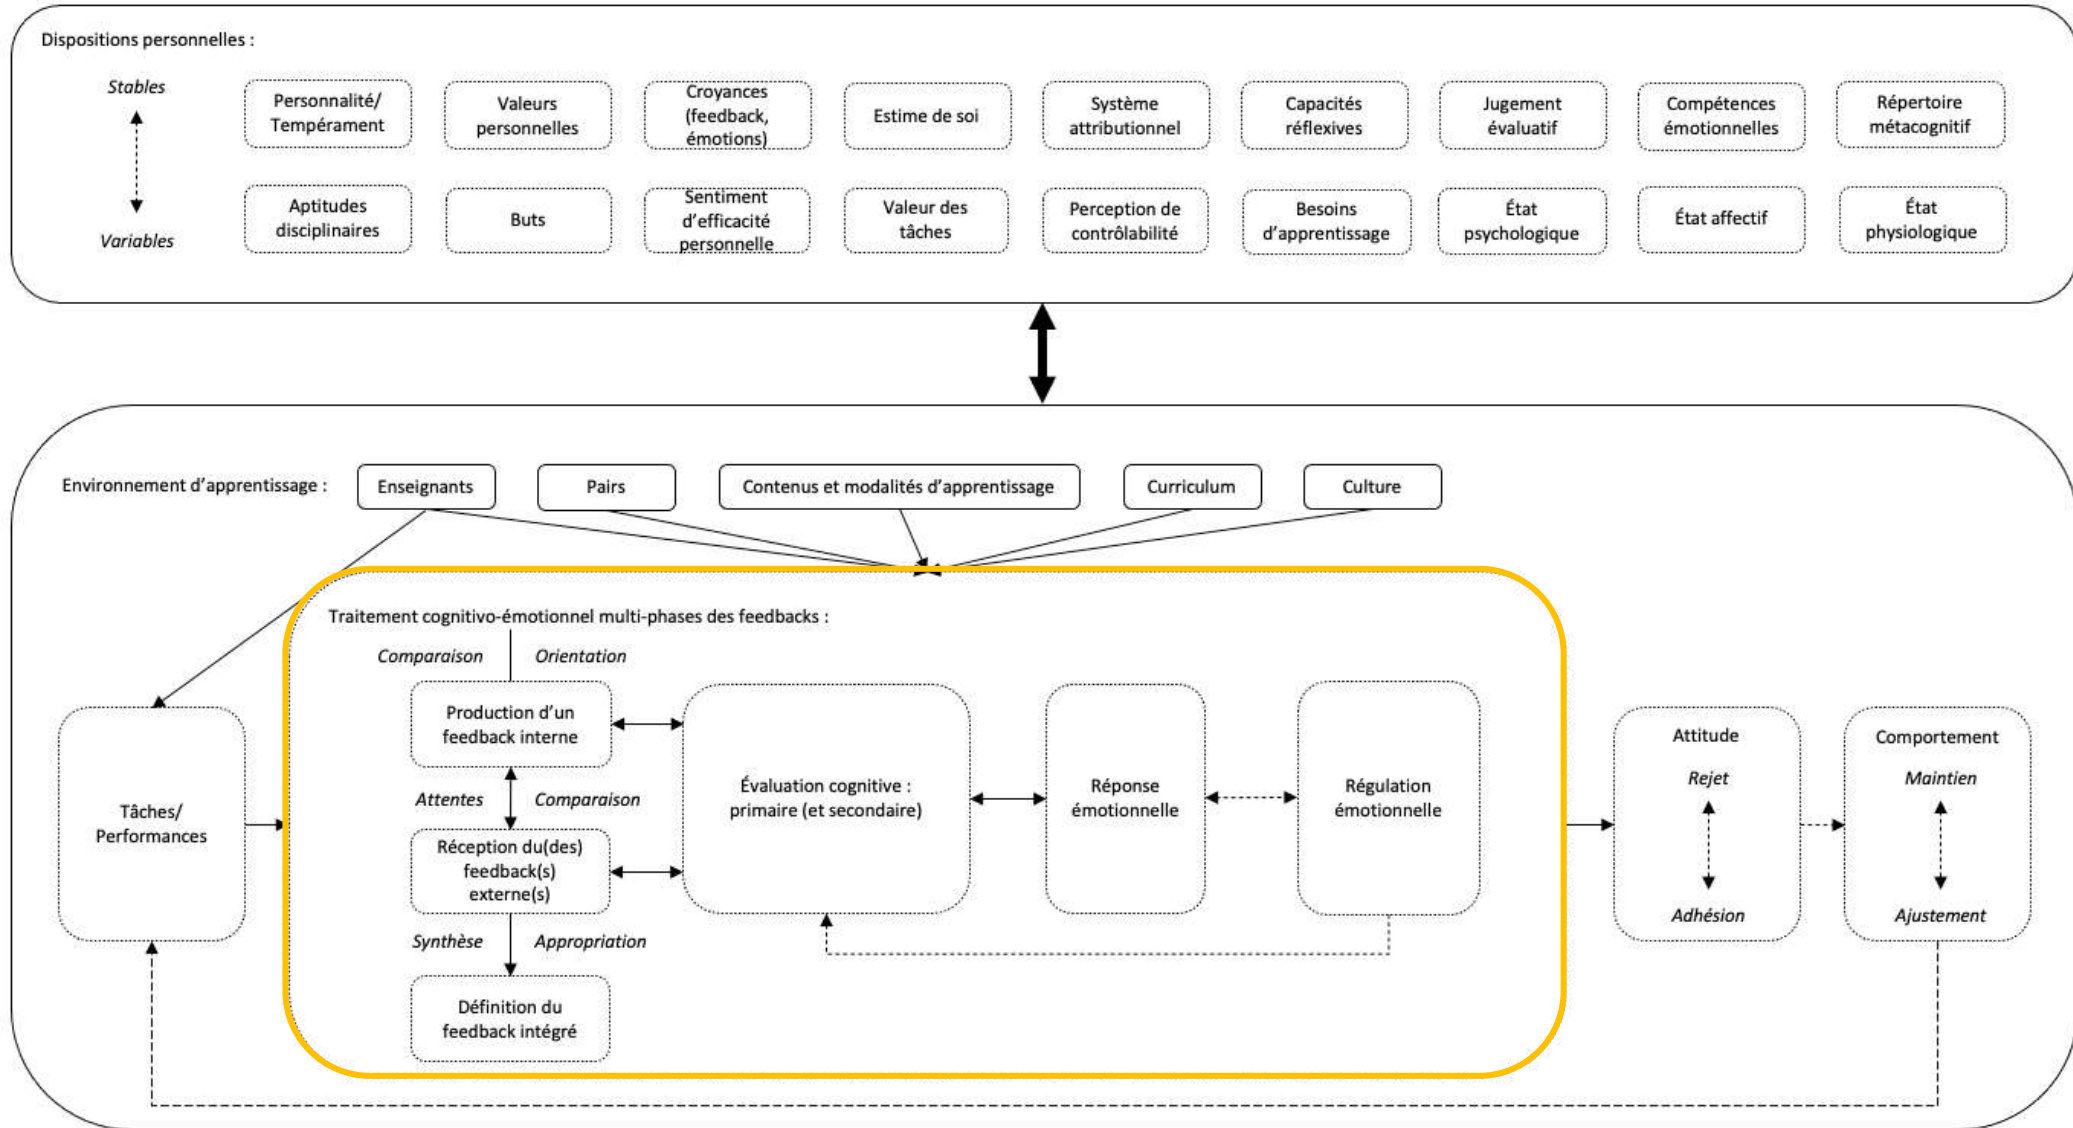 Dispositions personnelles :
Stables
Personnalité/
Tempérament
Valeurs
personnelles
Croyances
(feedback,
émotions)
Estime de soi
Système
attributionnel
Capacités
réflexives
Jugement
évaluatif
Compétences
émotionnelles
Répertoire
métacognitif
Variables
Aptitudes
disciplinaires
Buts
Sentiment
d'efficacité
personnelle
Valeur des
tâches
Perception de
contrôlabilité
Besoins
d'apprentissage
État
psychologique
État affectif
État
physiologique
Environnement d'apprentissage :
Enseignants
Pairs
Contenus et modalités d'apprentissage
Curriculum
Culture
Traitement cognitivo-émotionnel multi-phases des feedbacks :
Comparaison
Orientation
Production d'un
feedback interne
Attentes
Comparaison
Réception du(des)
feedback(s)
externe(s)
Synthèse
Appropriation
Définition du
feedback intégré
Tâches/
Performances
Évaluation cognitive :
primaire (et secondaire)
Réponse
émotionnelle
Régulation
émotionnelle
Attitude
Rejet
Adhésion
Comportement
Maintien
Ajustement